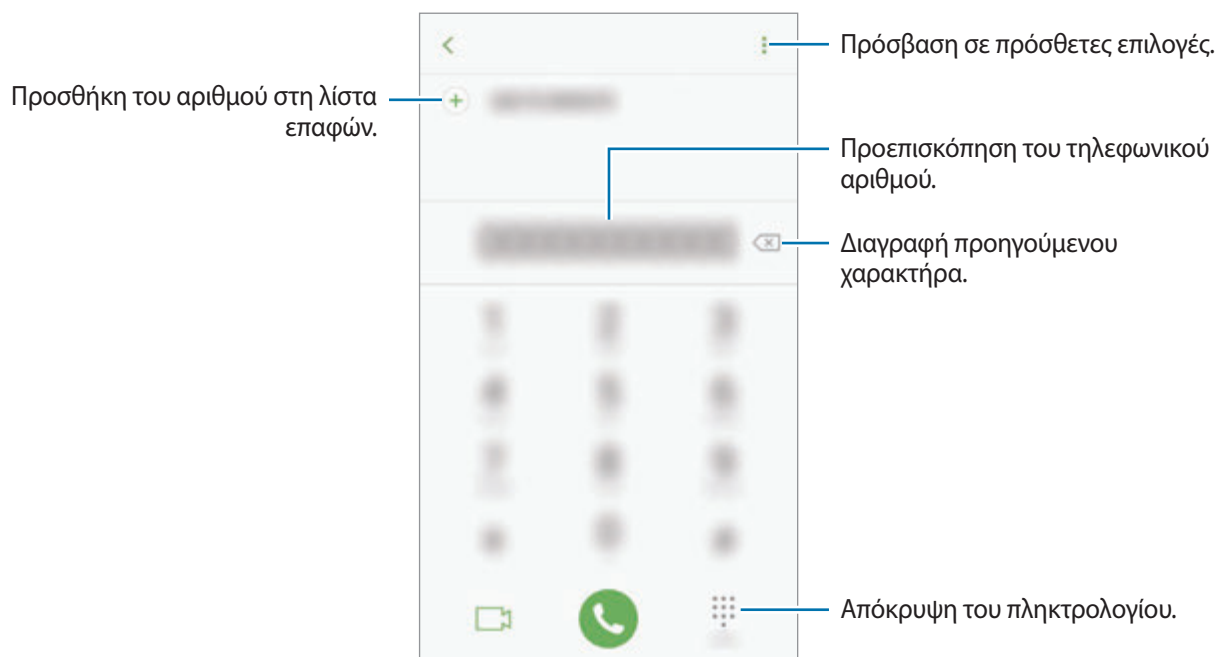 Πρόσβαση σε πρόσθετες επιλογές.
Προσθήκη του αριθμού στη λίστα
επαφών.
Προεπισκόπηση του τηλεφωνικού
αριθμού.
Διαγραφή προηγούμενου
χαρακτήρα.
Απόκρυψη του πληκτρολογίου.